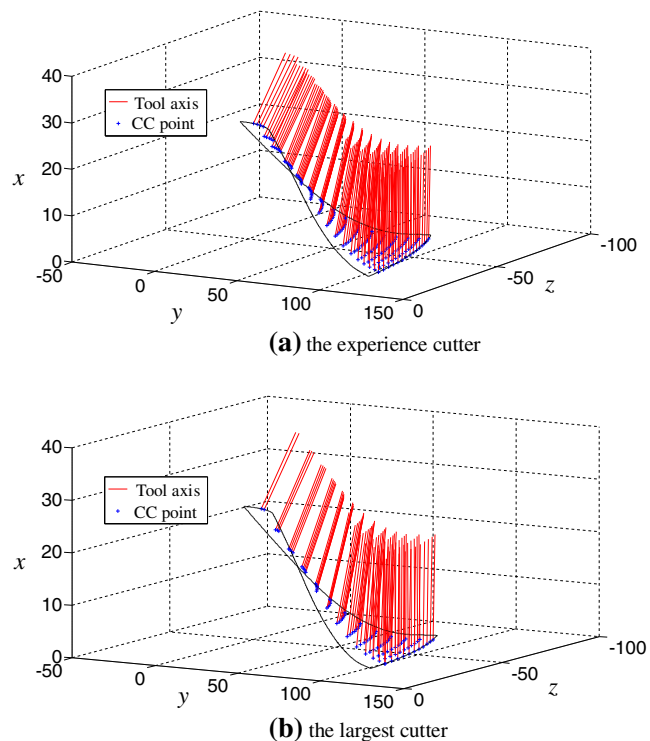 40
30
20
10
0
x
Tool axis
CC point
-50
0
50
100
150
y
0
-50
-100
z
(a) the experience cutter
40
30
20
10
0
x
Tool axis
CC point
-50
0
50
100
150
y
0
-50
-100
z
(b) the largest cutter